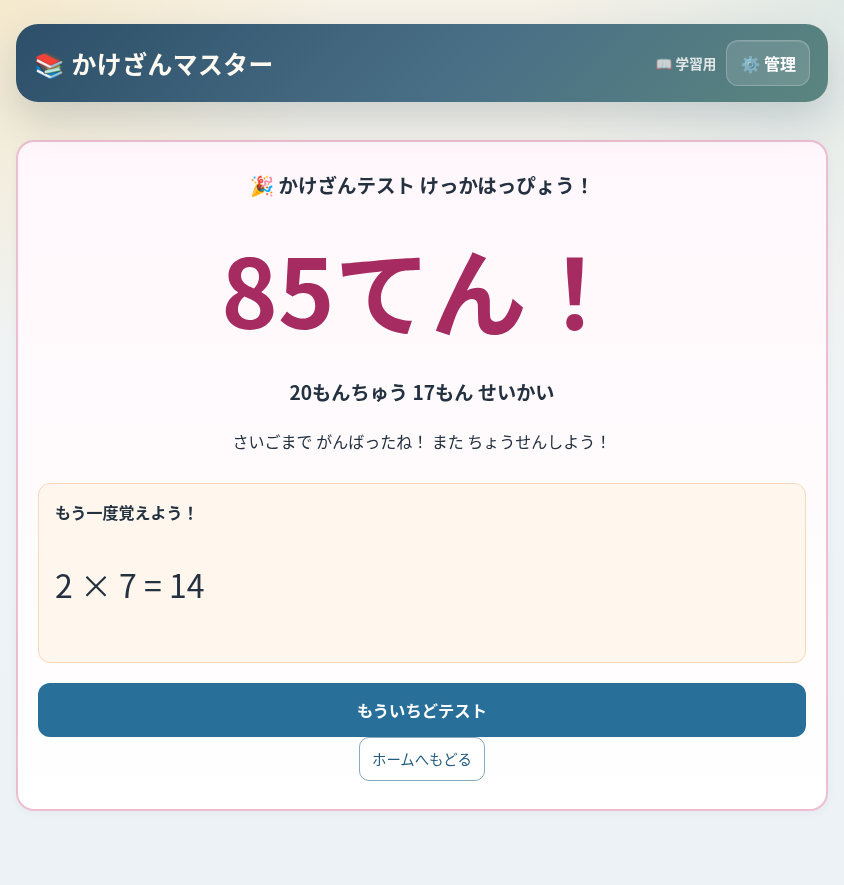 📚 かけざんマスター
📖 学習用
⚙️ 管理
🎉 かけざんテスト けっかはっぴょう！
85てん！
20もんちゅう 17もん せいかい
さいごまで がんばったね！ また ちょうせんしよう！
もう一度覚えよう！
2 × 7 = 14
もういちどテスト
ホームへもどる